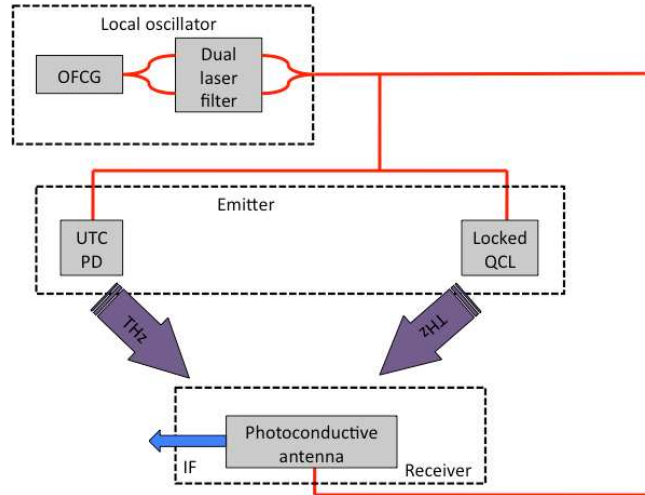 Local oscillator
OFCG
Dual
laser
filter
Emitter
UTC
PD
Locked
QCL
THz
THz
Photoconductive
antenna
IF
Receiver